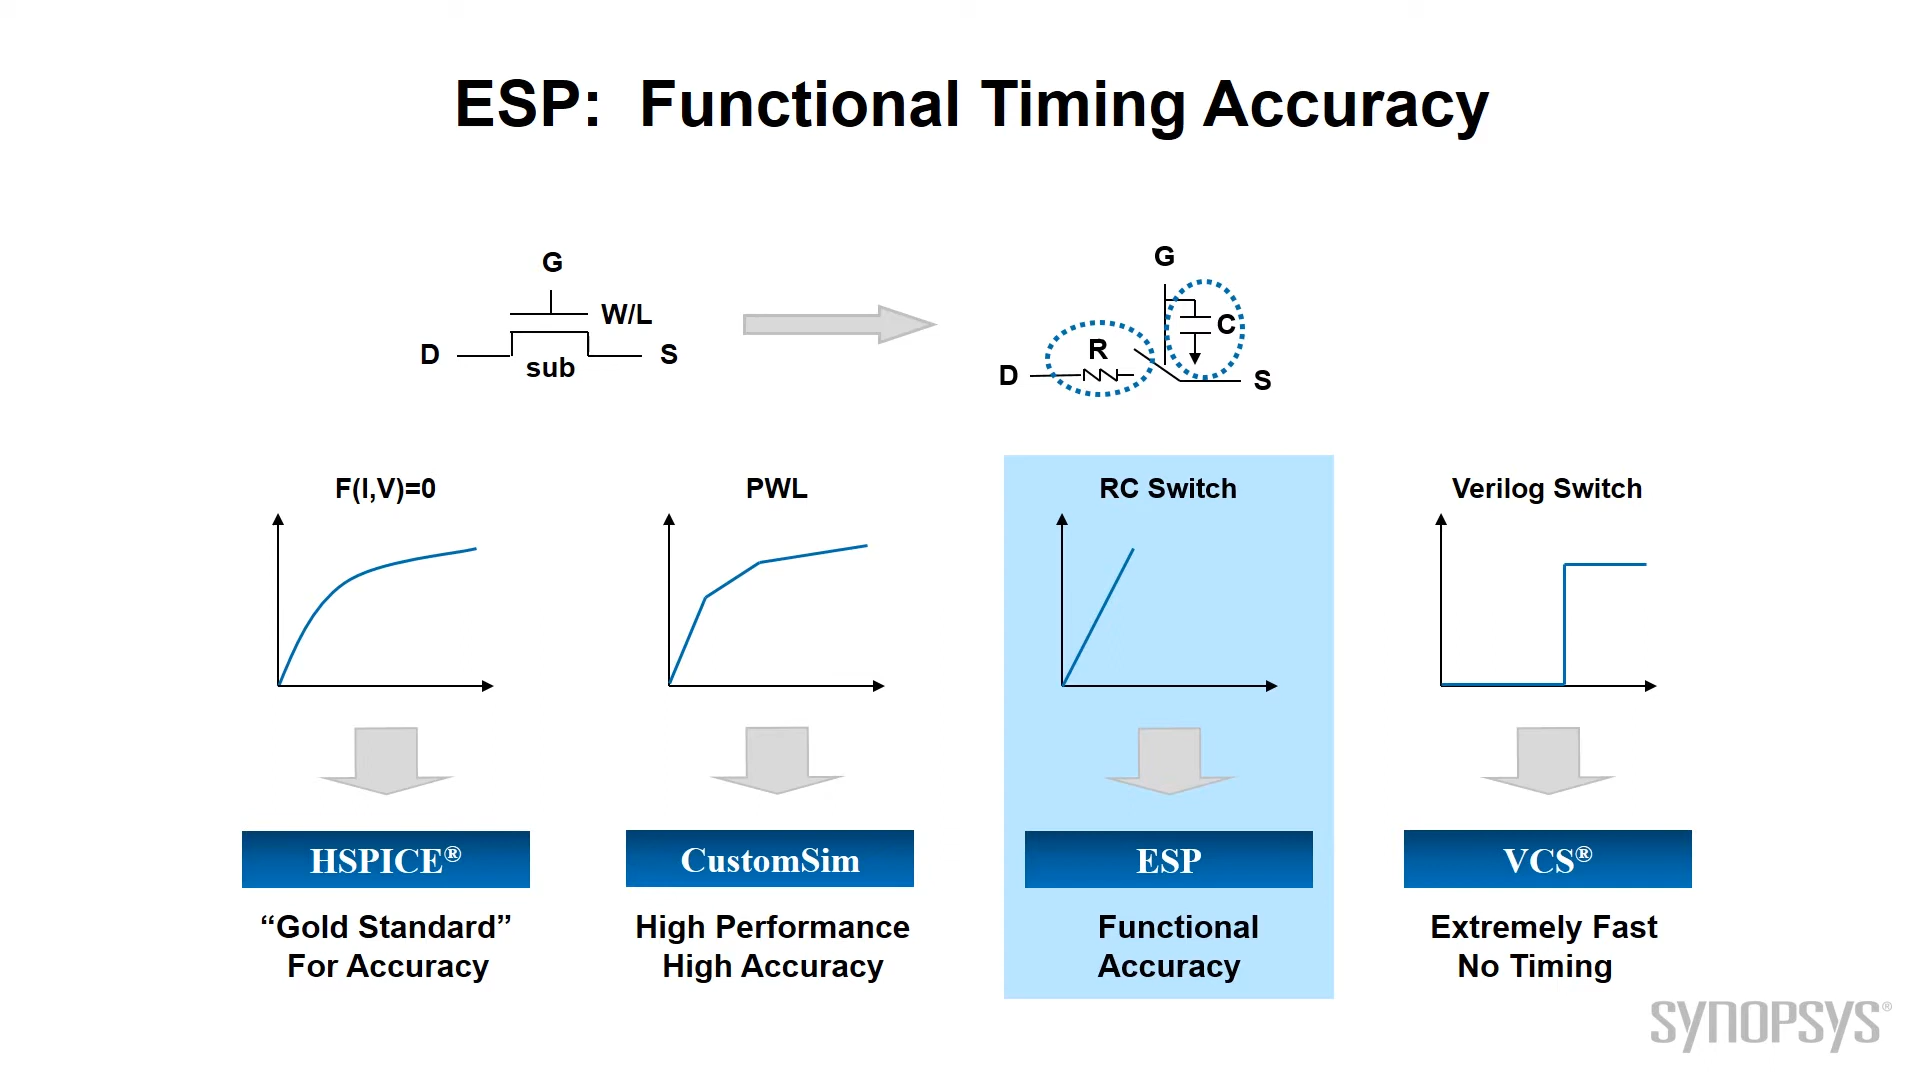 ESP: Functional Timing Accuracy
G
W/L
D
S
sub
G
C
R
D
S
F(I,V)=0
PWL
RC Switch
Verilog Switch
HSPICE®
CustomSim
ESP
VCS®
“Gold Standard”
For Accuracy
High Performance
High Accuracy
Functional
Accuracy
Extremely Fast
No Timing
SYNOPSYS®